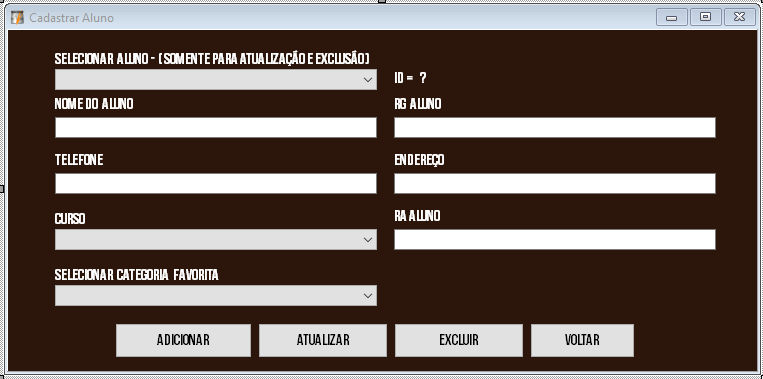 Cadastrar Aluno
SELECIONAR ALUNO - (SOMENTE PARA ATUALIZAÇÃO E EXCLUSÃO)
ID = ?
NOME DO ALUNO
RG ALUNO
TELEFONE
ENDEREÇO
CURSO
RA ALUNO
SELECIONAR CATEGORIA FAVORITA
ADICIONAR
ATUALIZAR
EXCLUIR
VOLTAR